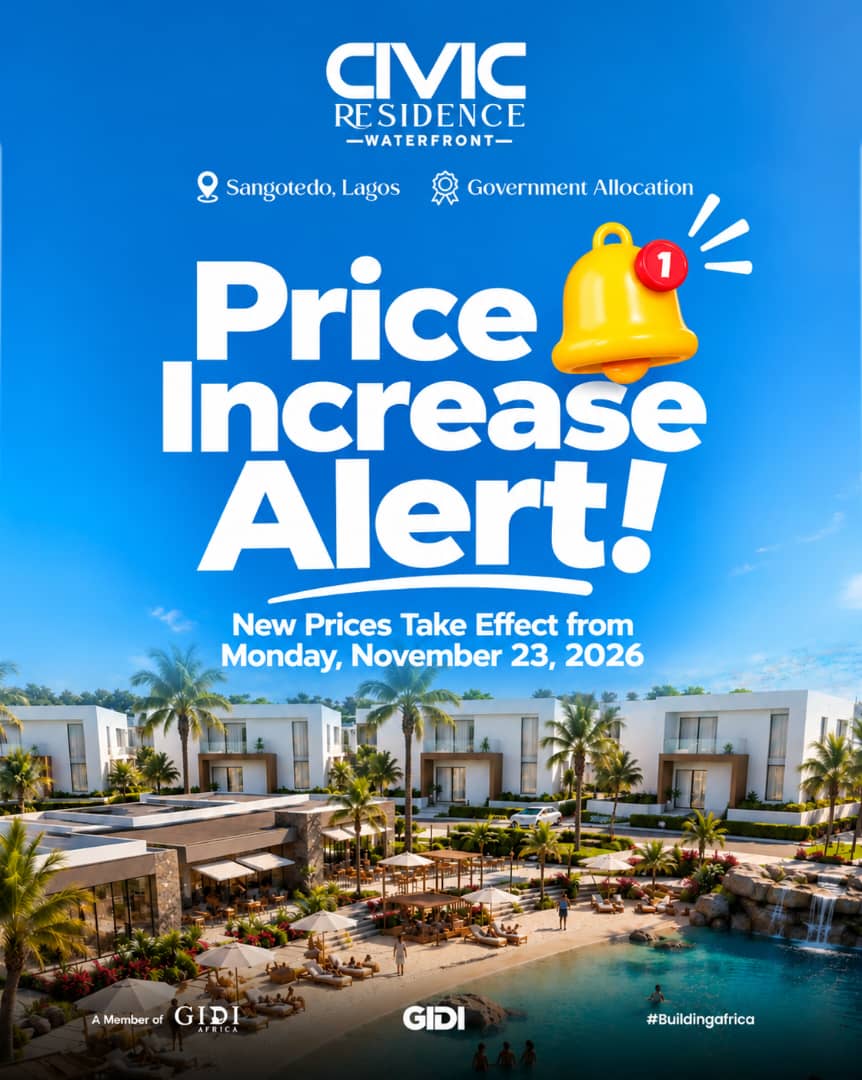 CIVIC
RESIDENCE
WATERFRONT
Sangotedo, Lagos
Government Allocation
Price
1
Increase
Alert!
New Prices Take Effect from
Monday, November 23, 2026
A Member of GIDI
AFRICA
GIDI
#Buildingafrica